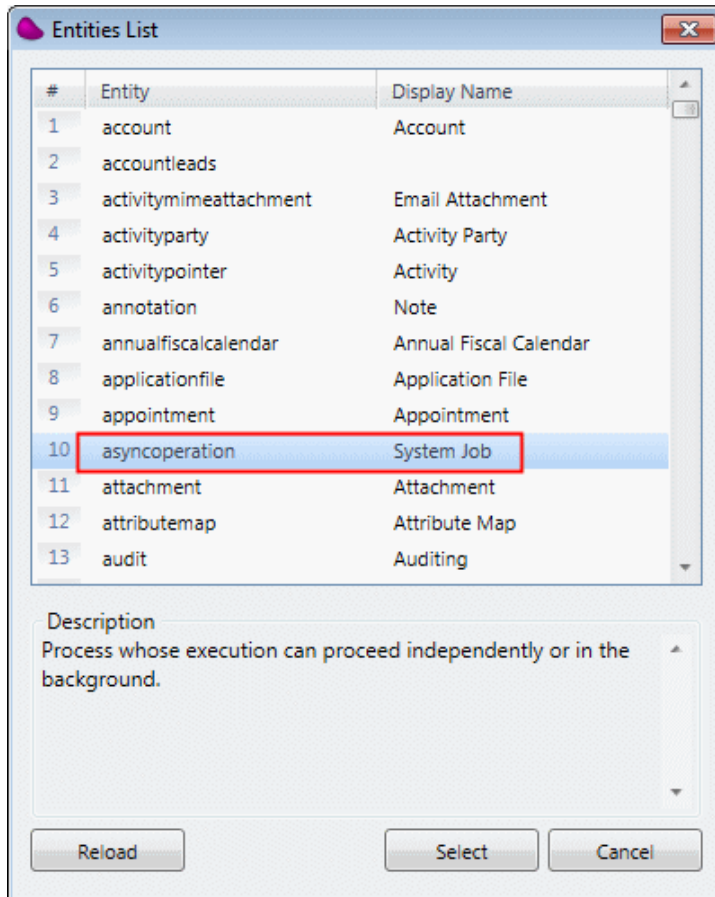 Entities List
# Entity Display Name
1 account Account
2 accountleads
3 activitymimeattachment Email Attachment
4 activityparty Activity Party
5 activitypointer Activity
6 annotation Note
7 annualfiscalcalendar Annual Fiscal Calendar
8 applicationfile Application File
9 appointment Appointment
10 asyncoperation System Job
11 attachment Attachment
12 attributemap Attribute Map
13 audit Auditing
Description
Process whose execution can proceed independently or in the
background.
Reload Select Cancel